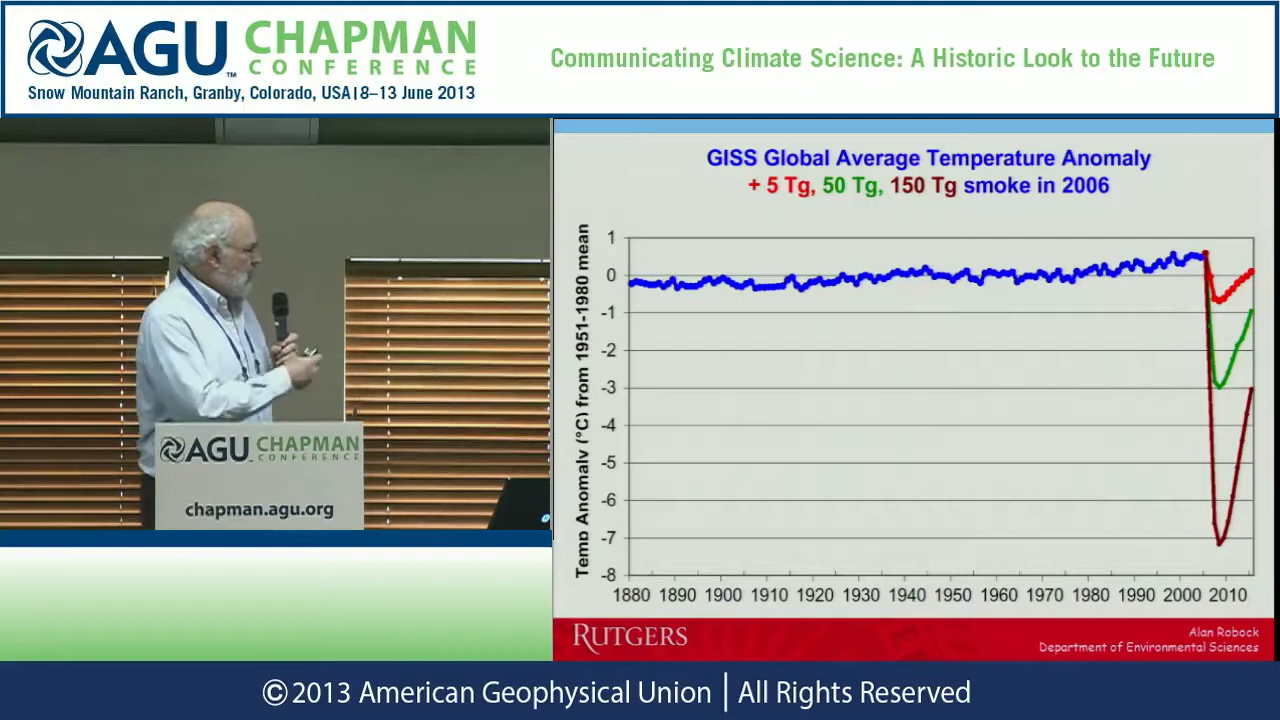 AGU CHAPMAN
CONFERENCE
™
Snow Mountain Ranch, Granby, Colorado, USA|8–13 June 2013
Communicating Climate Science: A Historic Look to the Future
GISS Global Average Temperature Anomaly
+ 5 Tg, 50 Tg, 150 Tg smoke in 2006
Temp Anomaly (°C) from 1951-1980 mean
1
0
-1
-2
-3
-4
-5
-6
-7
-8
1880 1890 1900 1910 1920 1930 1940 1950 1960 1970 1980 1990 2000 2010
AGU CHAPMAN
CONFERENCE
chapman.agu.org
RUTGERS
Alan Robock
Department of Environmental Sciences
©2013 American Geophysical Union | All Rights Reserved